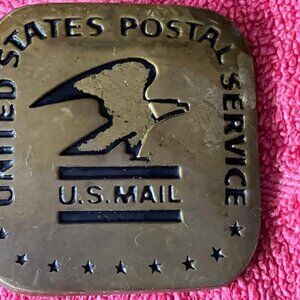 UNITED STATES POSTAL SERVICE
U.S. MAIL